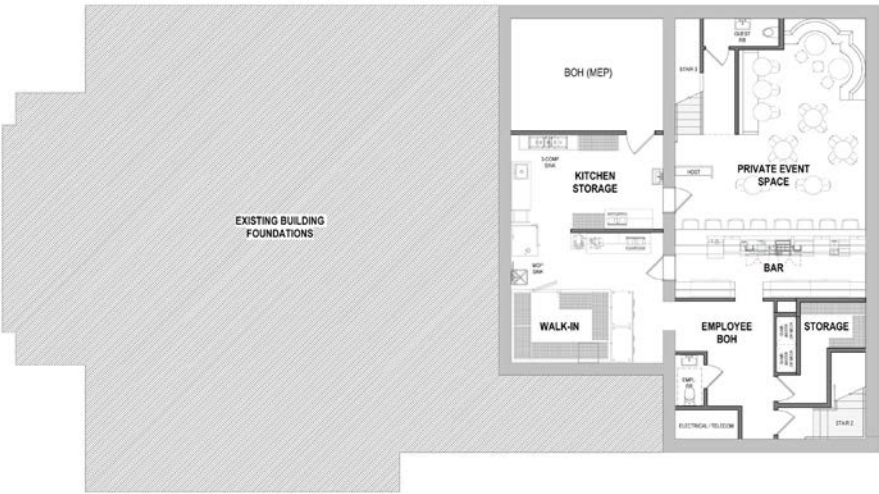 GUEST
RR
STAIR 3
BOH (MEP)
3-COMP
SINK
KITCHEN
STORAGE
HOST
PRIVATE EVENT
SPACE
EXISTING BUILDING
FOUNDATIONS
MOP
SINK
BAR
WALK-IN
EMPLOYEE
BOH
STORAGE
EMPL.
RR
ELECTRICAL / TELECOM
STAIR 2